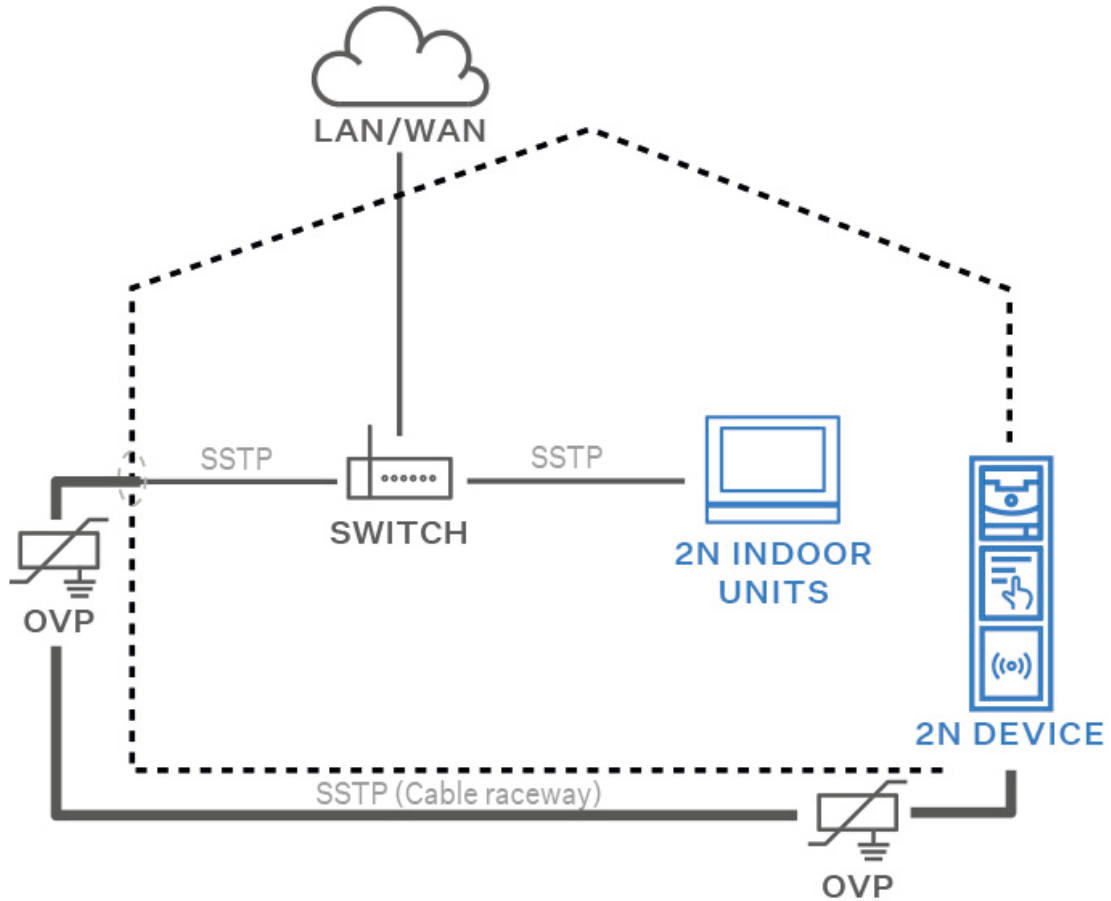 LAN/WAN
SSTP
SSTP
SWITCH
2N INDOOR
UNITS
OVP
2N DEVICE
SSTP (Cable raceway)
OVP